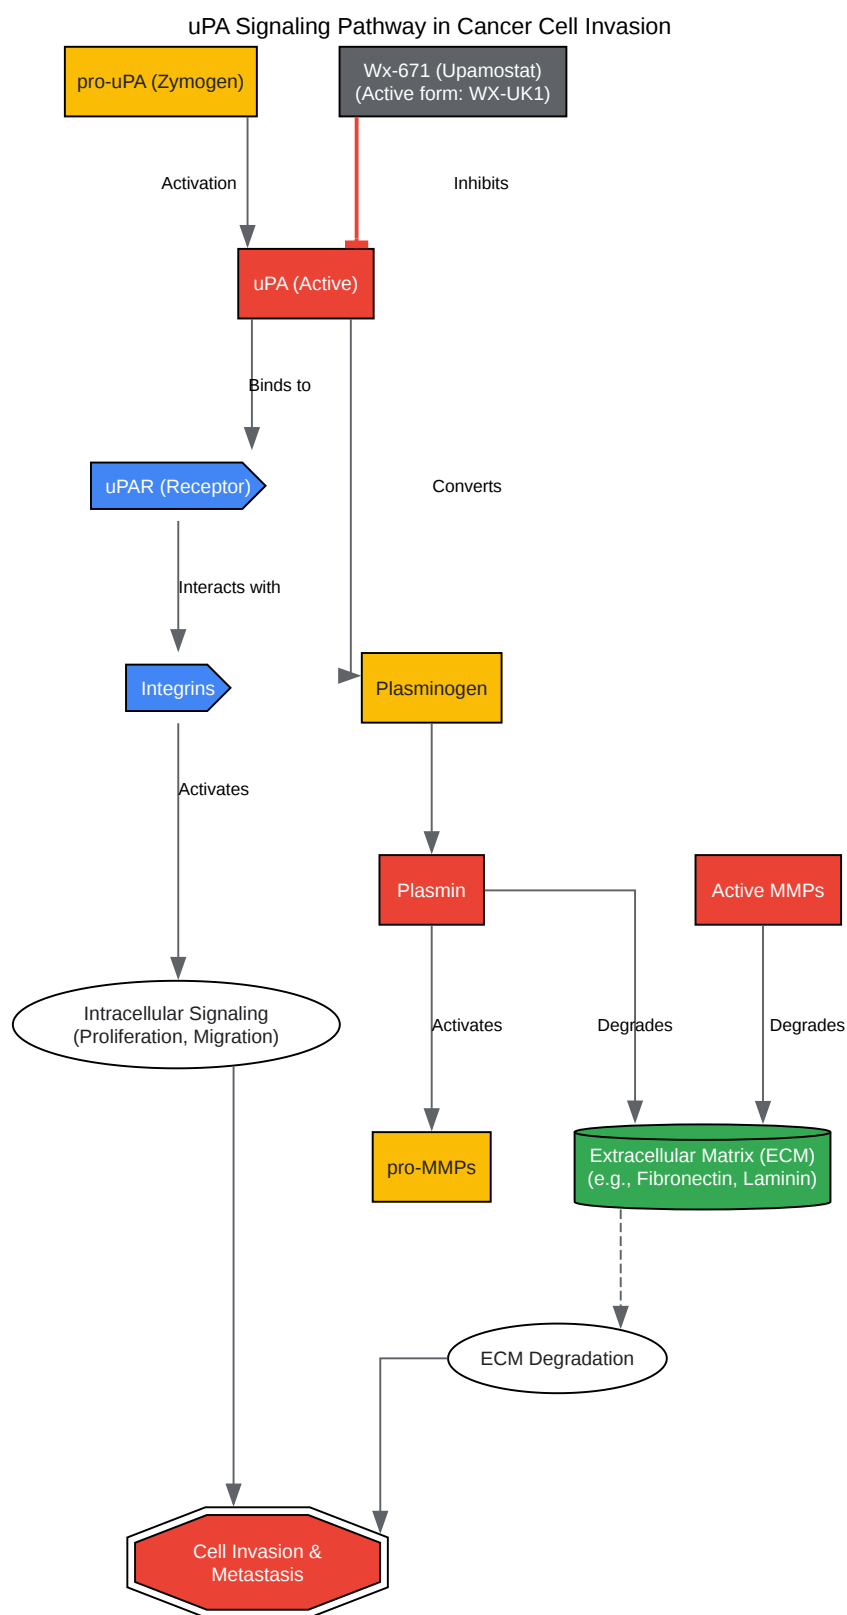 uPA Signaling Pathway in Cancer Cell Invasion
pro-uPA (Zymogen)
Wx-671 (Upamostat)
(Active form: WX-UK1)
Activation
Inhibits
uPA (Active)
Binds to
uPAR (Receptor)
Converts
Interacts with
Integrins
Plasminogen
Activates
Plasmin
Active MMPs
Intracellular Signaling
(Proliferation, Migration)
Activates
Degrades
Degrades
pro-MMPs
Extracellular Matrix (ECM)
(e.g., Fibronectin, Laminin)
ECM Degradation
Cell Invasion &
Metastasis